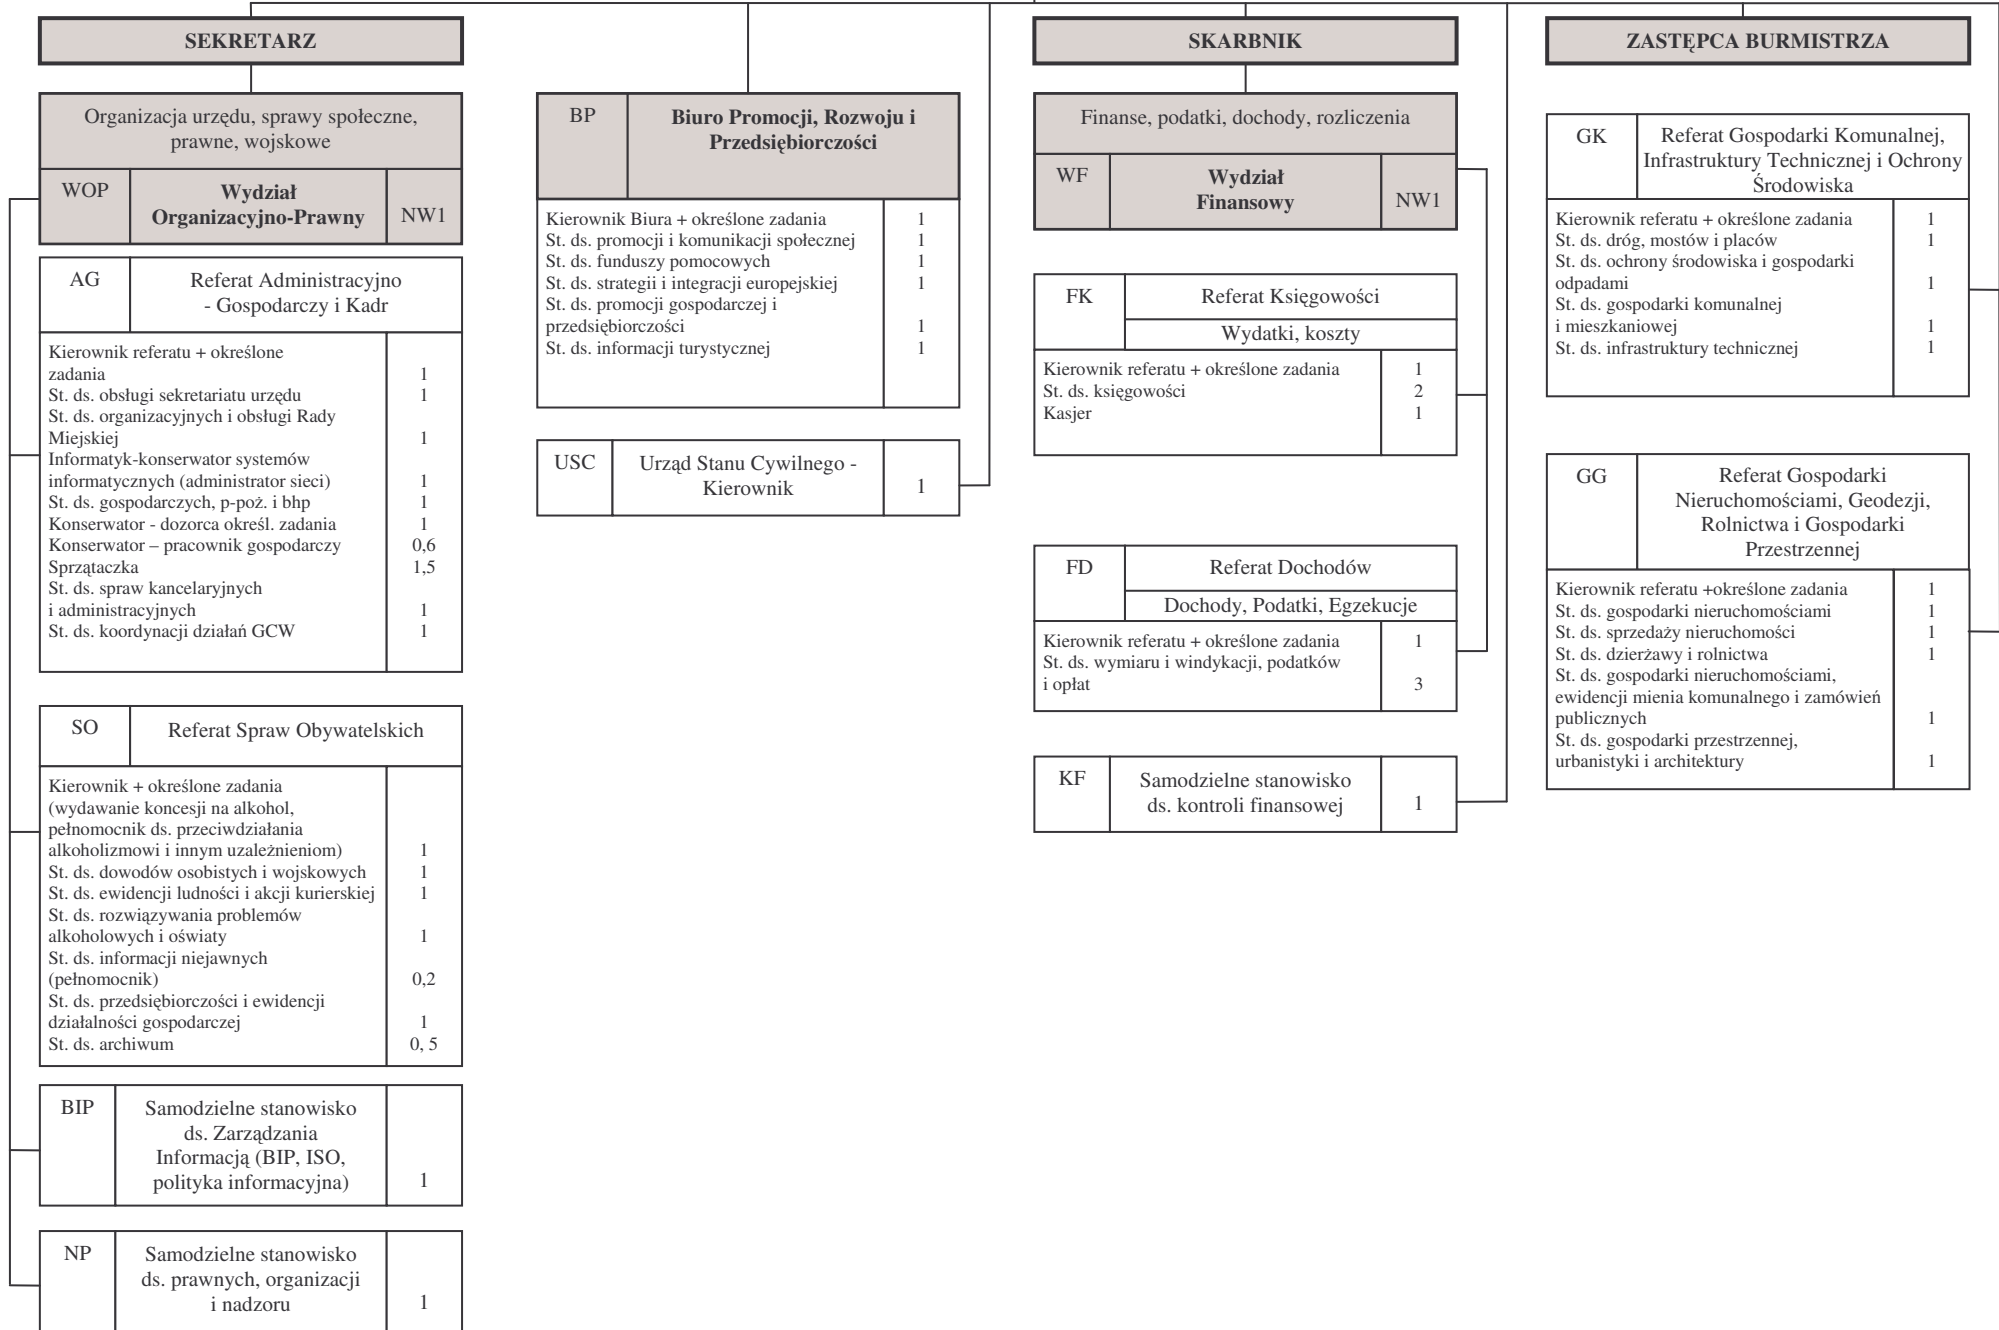 SEKRETARZ
Organizacja urzędu, sprawy społeczne,
prawne, wojskowe
WOP
Wydział
Organizacyjno-Prawny
NW1
AG
Referat Administracyjno
- Gospodarczy i Kadr
Kierownik referatu + określone
zadania 1
St. ds. obsługi sekretariatu urzędu 1
St. ds. organizacyjnych i obsługi Rady
Miejskiej 1
Informatyk-konserwator systemów
informatycznych (administrator sieci) 1
St. ds. gospodarczych, p-poż. i bhp 1
Konserwator - dozorca określ. zadania 1
Konserwator – pracownik gospodarczy 0,6
Sprzątaczka 1,5
St. ds. spraw kancelaryjnych
i administracyjnych 1
St. ds. koordynacji działań GCW 1
SO
Referat Spraw Obywatelskich
Kierownik + określone zadania
(wydawanie koncesji na alkohol,
pełnomocnik ds. przeciwdziałania
alkoholizmowi i innym uzależnieniom) 1
St. ds. dowodów osobistych i wojskowych 1
St. ds. ewidencji ludności i akcji kurierskiej 1
St. ds. rozwiązywania problemów
alkoholowych i oświaty 1
St. ds. informacji niejawnych
(pełnomocnik) 0,2
St. ds. przedsiębiorczości i ewidencji
działalności gospodarczej 1
St. ds. archiwum 0, 5
BIP
Samodzielne stanowisko
ds. Zarządzania
Informacją (BIP, ISO,
polityka informacyjna) 1
NP
Samodzielne stanowisko
ds. prawnych, organizacji
i nadzoru 1
BP
Biuro Promocji, Rozwoju i
Przedsiębiorczości
Kierownik Biura + określone zadania 1
St. ds. promocji i komunikacji społecznej 1
St. ds. funduszy pomocowych 1
St. ds. strategii i integracji europejskiej 1
St. ds. promocji gospodarczej i
przedsiębiorczości 1
St. ds. informacji turystycznej 1
USC
Urząd Stanu Cywilnego -
Kierownik 1
SKARBNIK
Finanse, podatki, dochody, rozliczenia
WF
Wydział
Finansowy
NW1
FK
Referat Księgowości
Wydatki, koszty
Kierownik referatu + określone zadania 1
St. ds. księgowości 2
Kasjer 1
FD
Referat Dochodów
Dochody, Podatki, Egzekucje
Kierownik referatu + określone zadania 1
St. ds. wymiaru i windykacji, podatków
i opłat 3
KF
Samodzielne stanowisko
ds. kontroli finansowej 1
ZASTĘPCA BURMISTRZA
GK
Referat Gospodarki Komunalnej,
Infrastruktury Technicznej i Ochrony
Środowiska
Kierownik referatu + określone zadania 1
St. ds. dróg, mostów i placów 1
St. ds. ochrony środowiska i gospodarki
odpadami 1
St. ds. gospodarki komunalnej
i mieszkaniowej 1
St. ds. infrastruktury technicznej 1
GG
Referat Gospodarki
Nieruchomościami, Geodezji,
Rolnictwa i Gospodarki
Przestrzennej
Kierownik referatu +określone zadania 1
St. ds. gospodarki nieruchomościami 1
St. ds. sprzedaży nieruchomości 1
St. ds. dzierżawy i rolnictwa 1
St. ds. gospodarki nieruchomościami,
ewidencji mienia komunalnego i zamówień
publicznych 1
St. ds. gospodarki przestrzennej,
urbanistyki i architektury 1